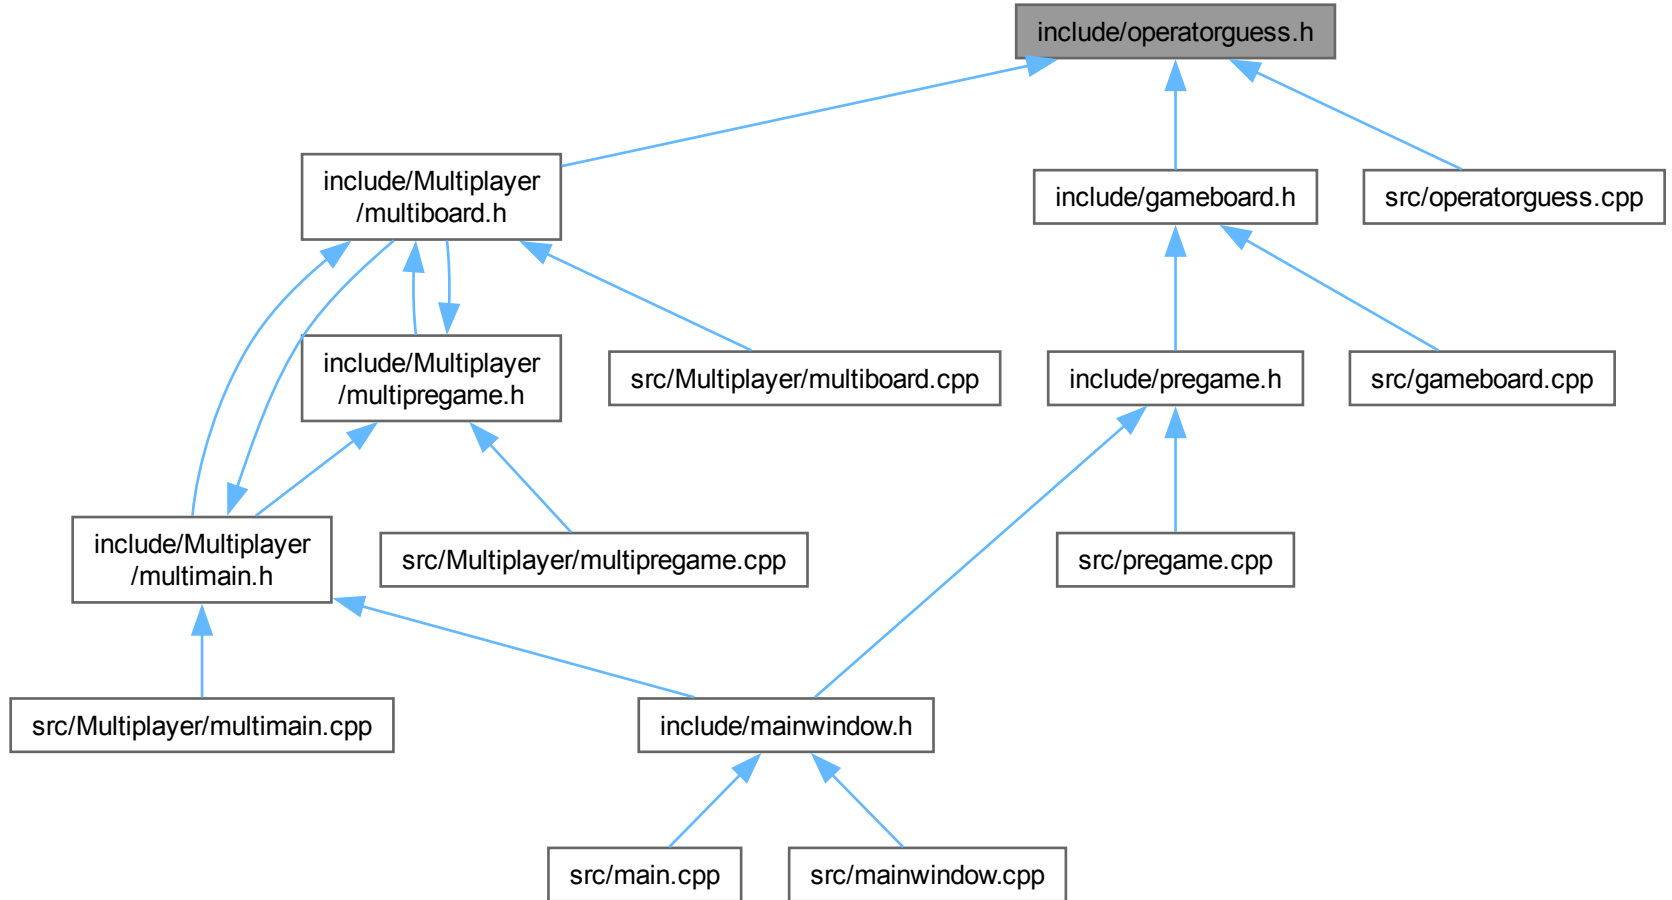 include/operatorguess.h
include/Multiplayer
/multiboard.h
include/gameboard.h
src/operatorguess.cpp
include/Multiplayer
/multipregame.h
src/Multiplayer/multiboard.cpp
include/pregame.h
src/gameboard.cpp
include/Multiplayer
/multimain.h
src/Multiplayer/multipregame.cpp
src/pregame.cpp
src/Multiplayer/multimain.cpp
include/mainwindow.h
src/main.cpp
src/mainwindow.cpp